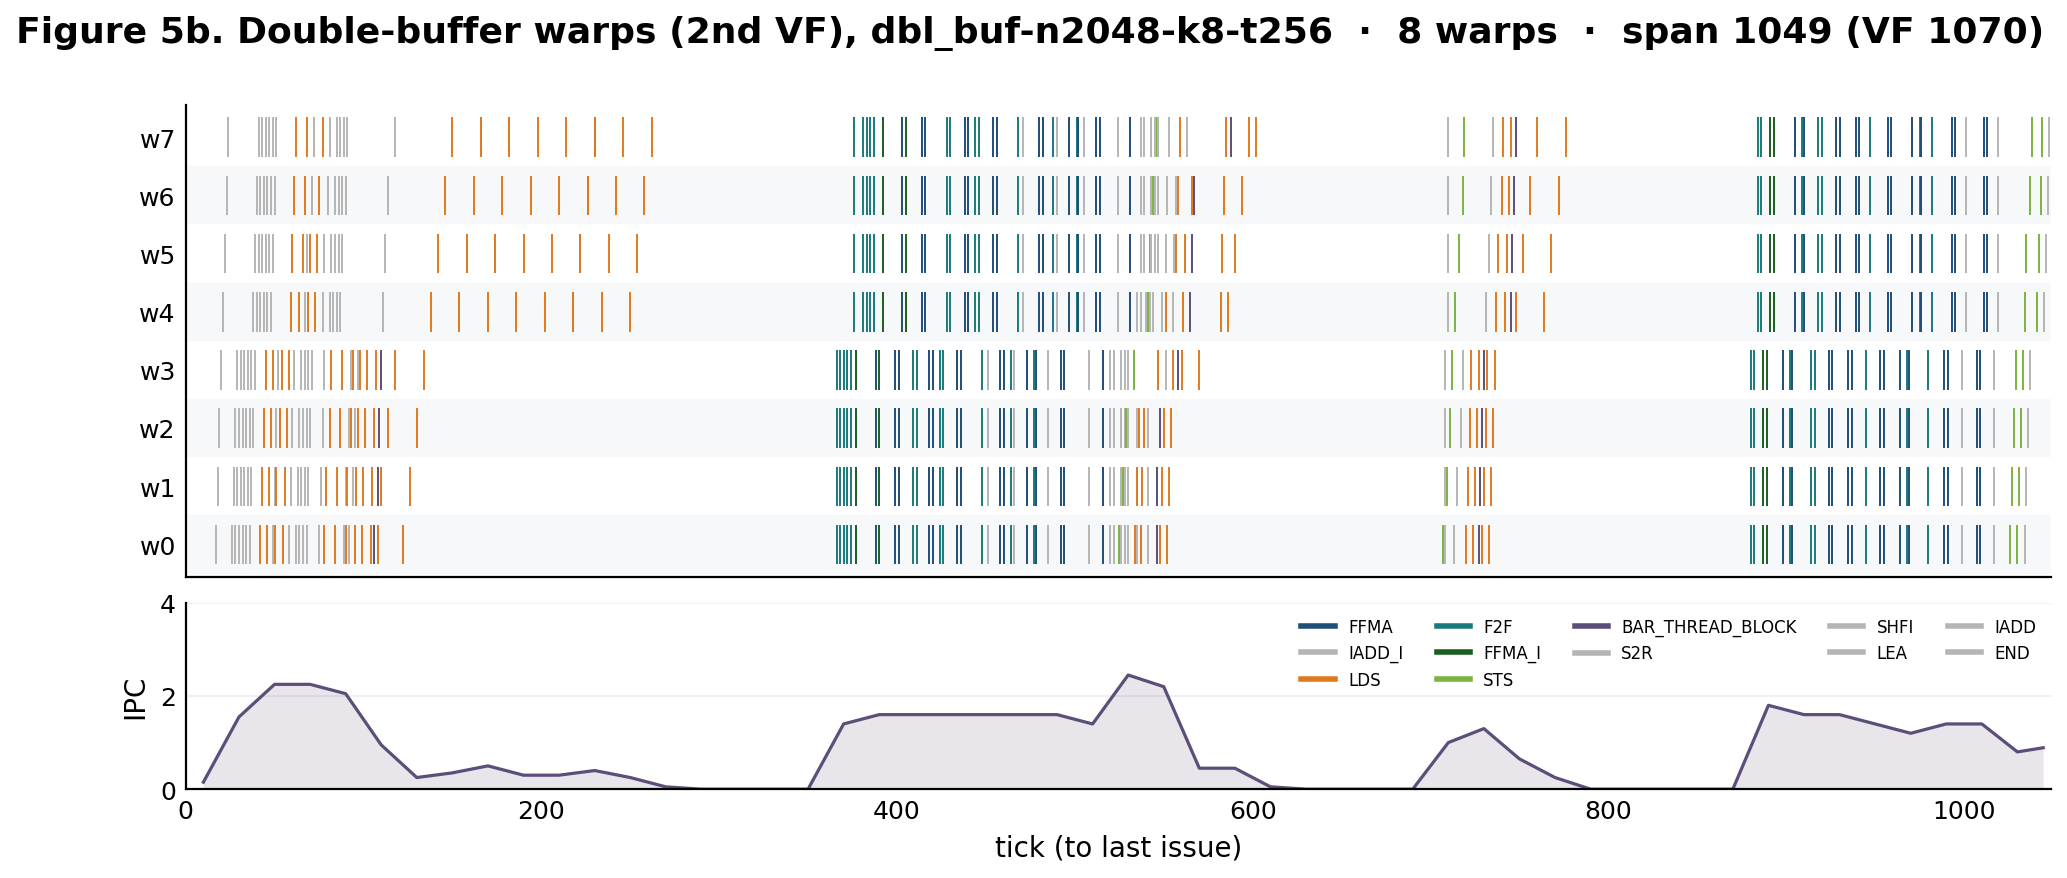 Figure 5b. Double-buffer warps (2nd VF), dbl_buf-n2048-k8-t256 · 8 warps · span 1049 (VF 1070)
w7
w6
w5
w4
w3
w2
w1
w0
4
2
0
IPC
FFMA F2F BAR_THREAD_BLOCK SHFI IADD
IADD_I FFMA_I S2R LEA END
LDS STS
0 200 400 600 800 1000
tick (to last issue)